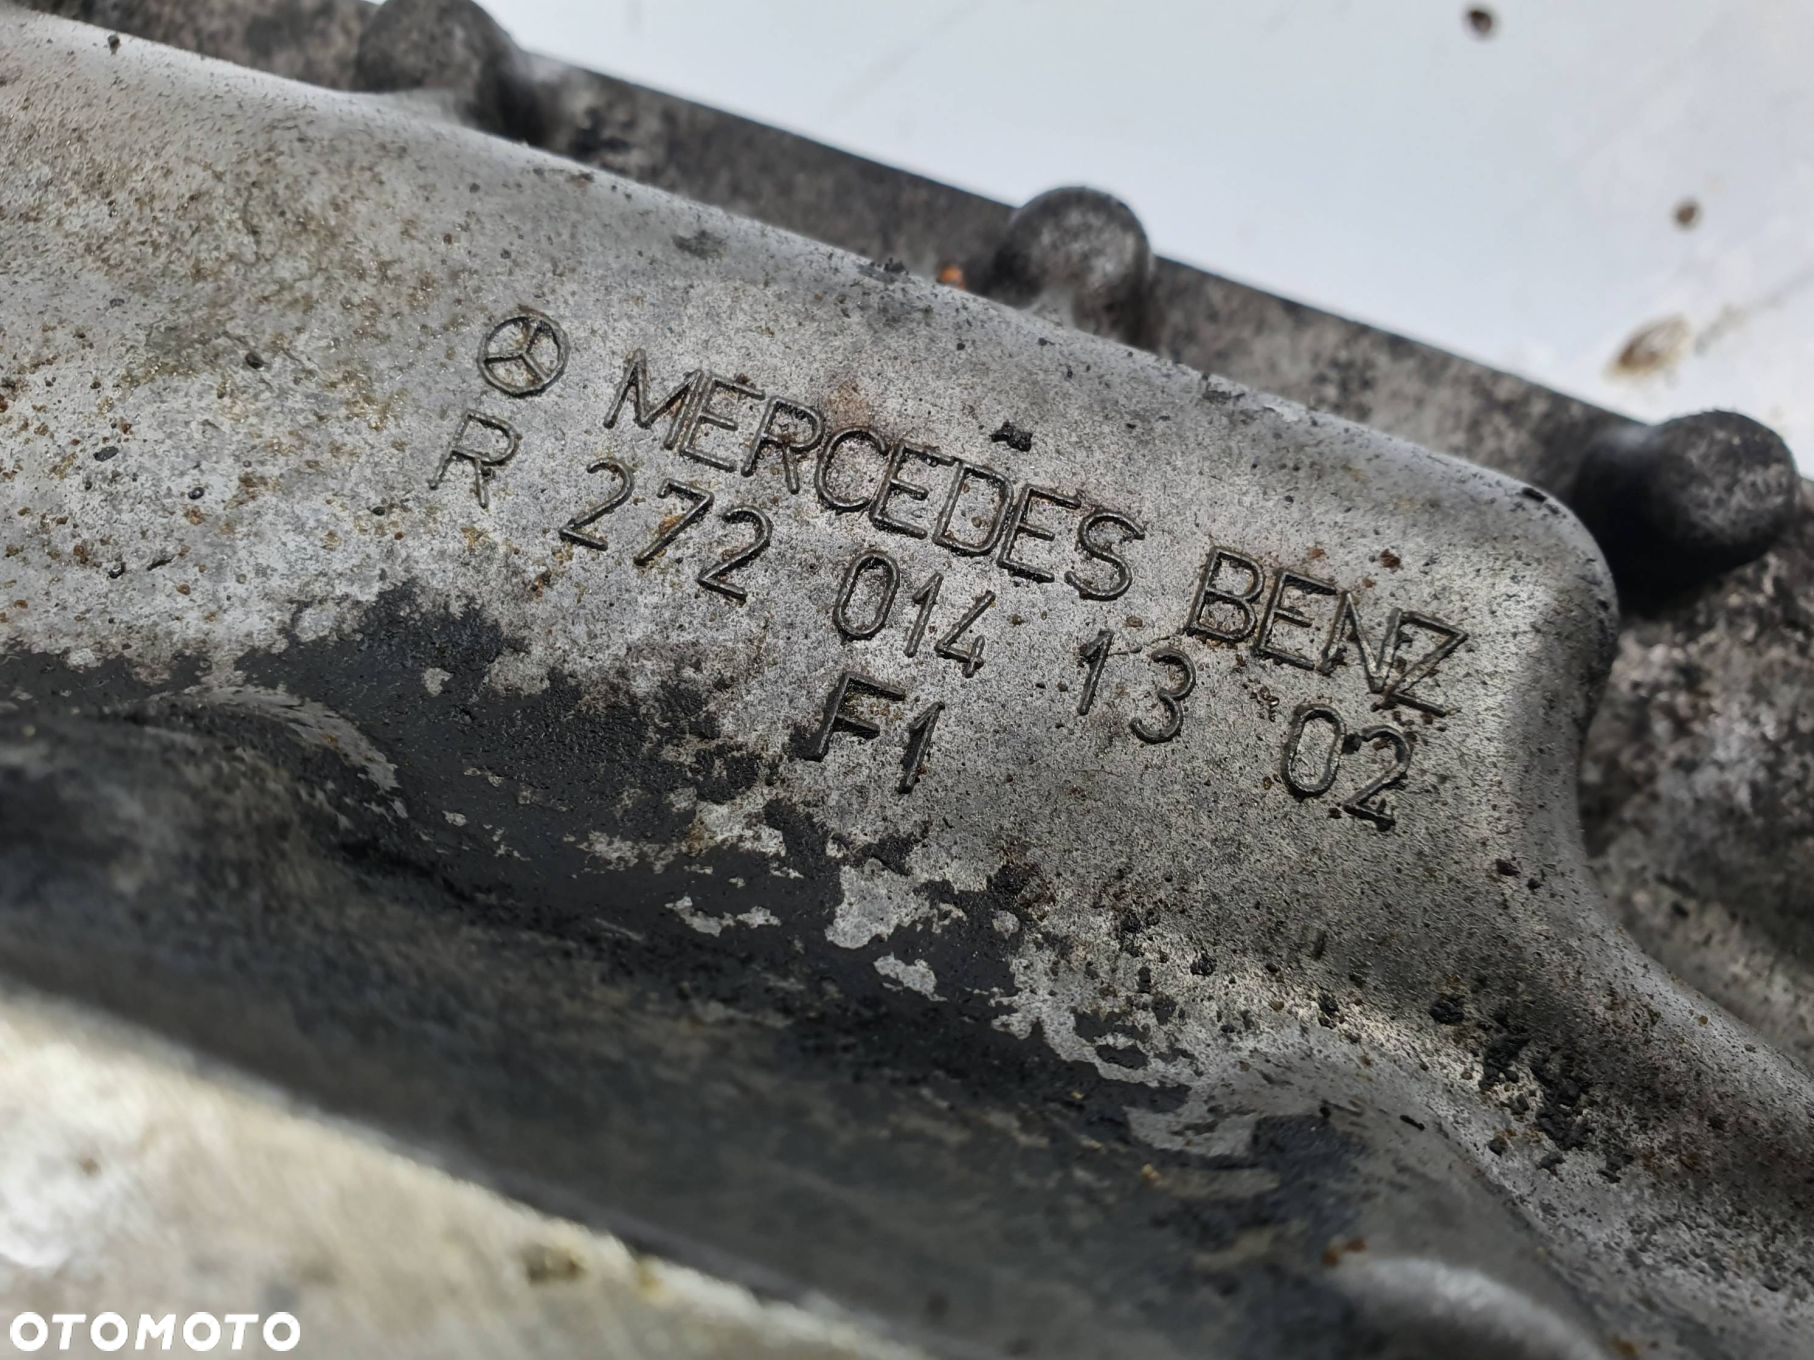 MERCEDES BENZ
R 272 014 13 02
F1
OTOMOTO